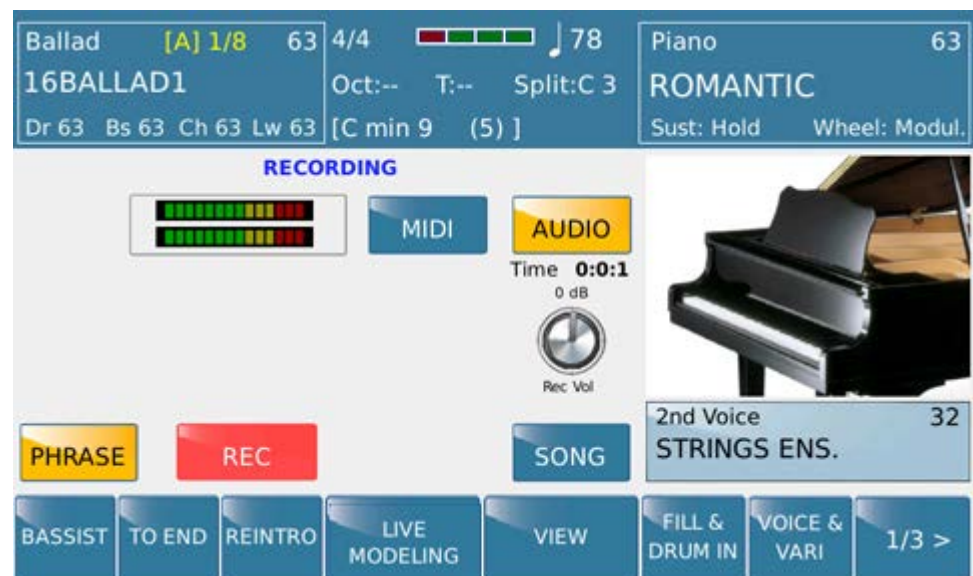 Ballad [A] 1/8 63
16BALLAD1
Dr 63 Bs 63 Ch 63 Lw 63
4/4 78
Oct:-- T:-- Split:C 3
[C min 9 (5) ]
Piano 63
ROMANTIC
Sust: Hold Wheel: Modul.
RECORDING
MIDI
AUDIO
Time 0:0:1
0 dB
Rec Vol
PHRASE
REC
SONG
2nd Voice 32
STRINGS ENS.
BASSIST
TO END
REINTRO
LIVE
MODELING
VIEW
FILL &
DRUM IN
VOICE &
VARI
1/3 >